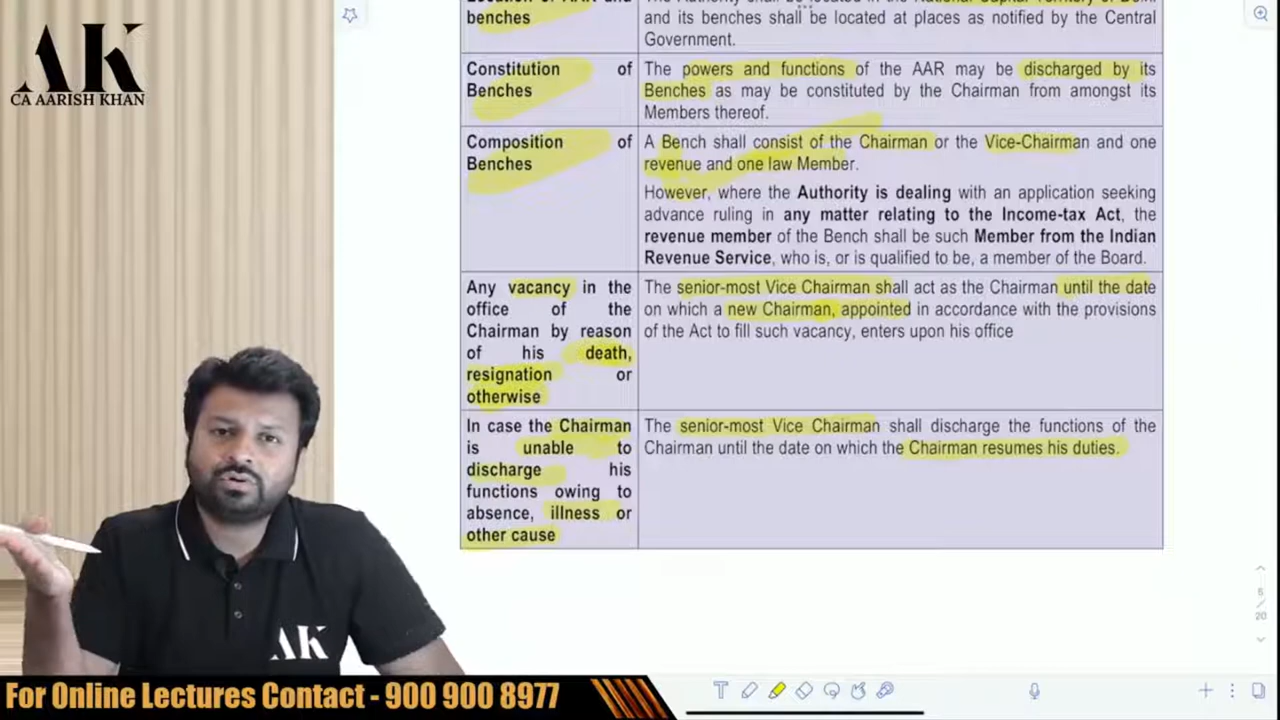 AK
CA AARISH KHAN
benches
and its benches shall be located at places as notified by the Central
Government.
Constitution of
Benches
The powers and functions of the AAR may be discharged by its
Benches as may be constituted by the Chairman from amongst its
Members thereof.
Composition of
Benches
A Bench shall consist of the Chairman or the Vice-Chairman and one
revenue and one law Member.
However, where the Authority is dealing with an application seeking
advance ruling in any matter relating to the Income-tax Act, the
revenue member of the Bench shall be such Member from the Indian
Revenue Service, who is, or is qualified to be, a member of the Board.
Any vacancy in the
office of the
Chairman by reason
of his death,
resignation or
otherwise
The senior-most Vice Chairman shall act as the Chairman until the date
on which a new Chairman, appointed in accordance with the provisions
of the Act to fill such vacancy, enters upon his office
In case the Chairman
is unable to
discharge his
functions owing to
absence, illness or
other cause
The senior-most Vice Chairman shall discharge the functions of the
Chairman until the date on which the Chairman resumes his duties.
AK
20
For Online Lectures Contact - 900 900 8977